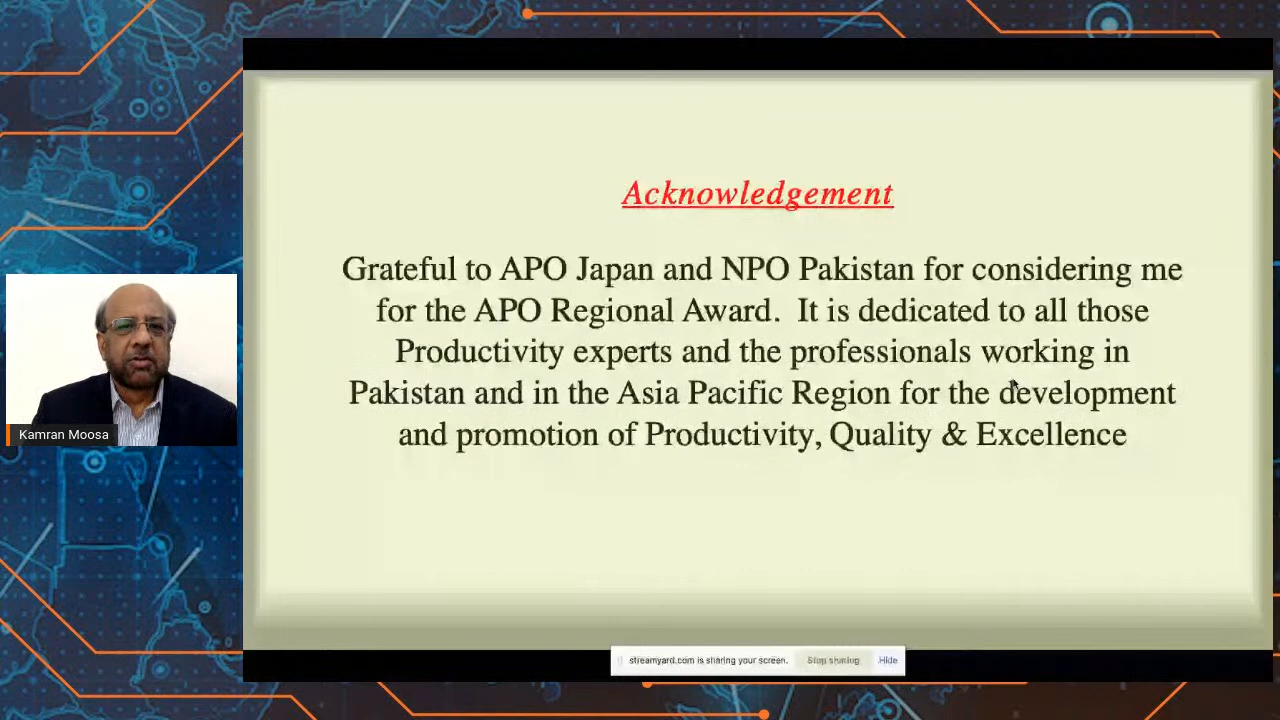 Acknowledgement
Grateful to APO Japan and NPO Pakistan for considering me
for the APO Regional Award.  It is dedicated to all those
Productivity experts and the professionals working in
Pakistan and in the Asia Pacific Region for the development
and promotion of Productivity, Quality & Excellence
Kamran Moosa
streamyard.com is sharing your screen. Stop sharing Hide